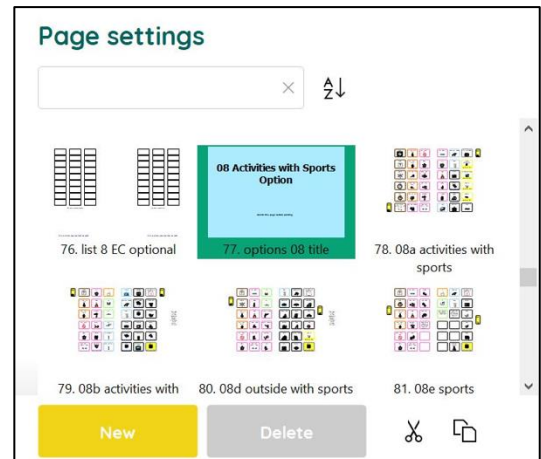 Page settings
A
Z
08 Activities with Sports
Option
76. list 8 EC optional
77. options 08 title
78. 08a activities with
sports
79. 08b activities with
80. 08d outside with sports
81. 08e sports
New
Delete